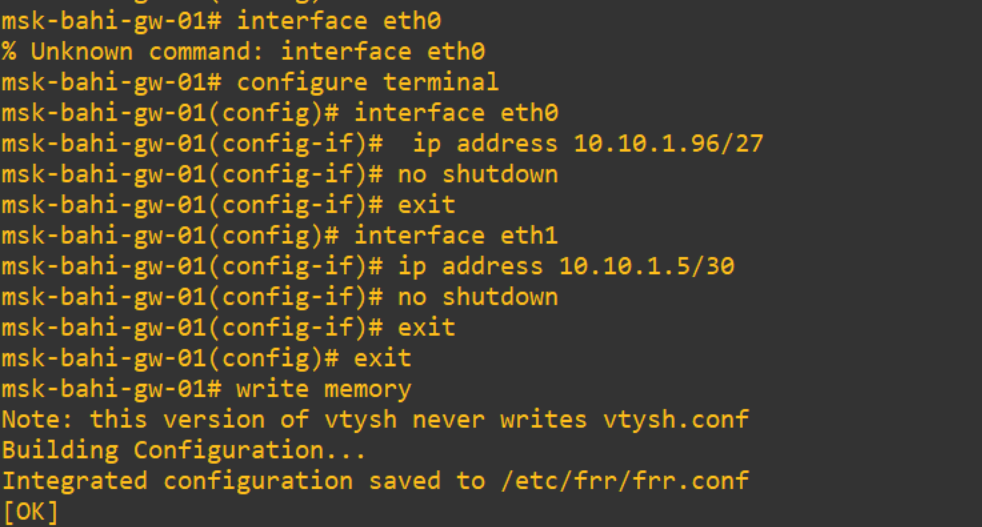 msk-bahi-gw-01# interface eth0
% Unknown command: interface eth0
msk-bahi-gw-01# configure terminal
msk-bahi-gw-01(config)# interface eth0
msk-bahi-gw-01(config-if)#  ip address 10.10.1.96/27
msk-bahi-gw-01(config-if)# no shutdown
msk-bahi-gw-01(config-if)# exit
msk-bahi-gw-01(config)# interface eth1
msk-bahi-gw-01(config-if)# ip address 10.10.1.5/30
msk-bahi-gw-01(config-if)# no shutdown
msk-bahi-gw-01(config-if)# exit
msk-bahi-gw-01(config)# exit
msk-bahi-gw-01# write memory
Note: this version of vtysh never writes vtysh.conf
Building Configuration...
Integrated configuration saved to /etc/frr/frr.conf
[OK]